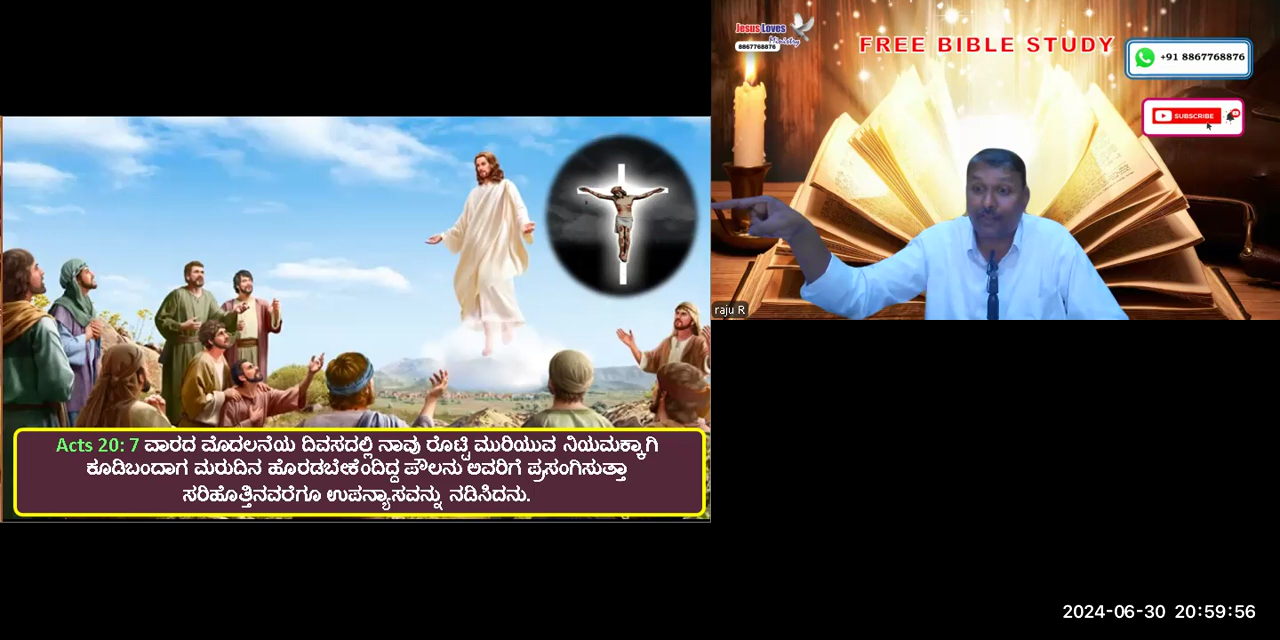 Jesus Loves
Ministry
8867768876
FREE BIBLE STUDY
+91 8867768876
SUBSCRIBE
raju R
Acts 20: 7 ವಾರದ ಮೊದಲನೆಯ ದಿವಸದಲ್ಲಿ ನಾವು ರೊಟ್ಟಿ ಮುರಿಯುವ ನಿಯಮಕ್ಕಾಗಿ
ಕೂಡಿಬಂದಾಗ ಮರುದಿನ ಹೊರಡಬೇಕೆಂದಿದ್ದ ಪೌಲನು ಅವರಿಗೆ ಪ್ರಸಂಗಿಸುತ್ತಾ
ಸರಿಹೊತ್ತಿನವರೆಗೂ ಉಪನ್ಯಾಸವನ್ನು ನಡಿಸಿದನು.
2024-06-30 20:59:56